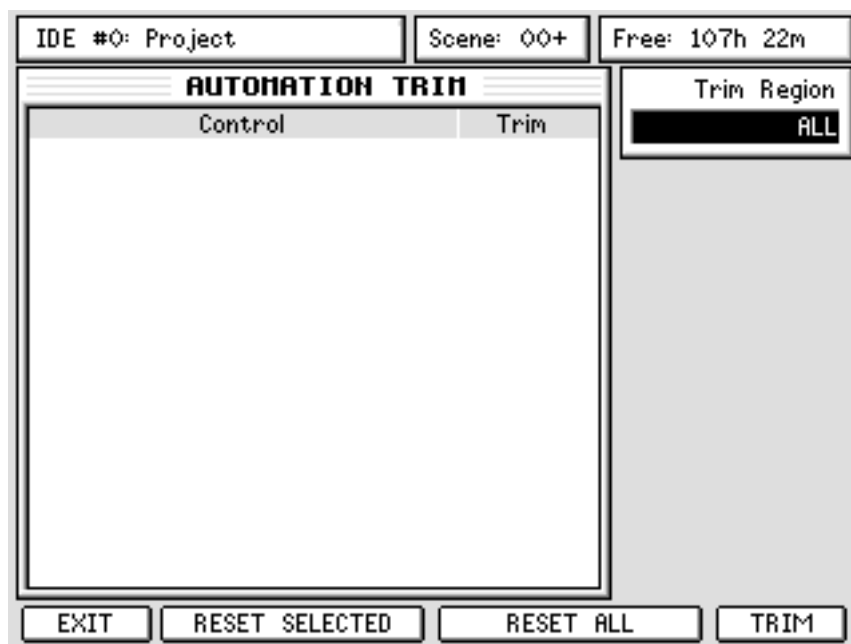 IDE #0: Project
Scene: 00+
Free: 107h 22m
AUTOMATION TRIM
Trim Region
ALL
Control
Trim
EXIT
RESET SELECTED
RESET ALL
TRIM